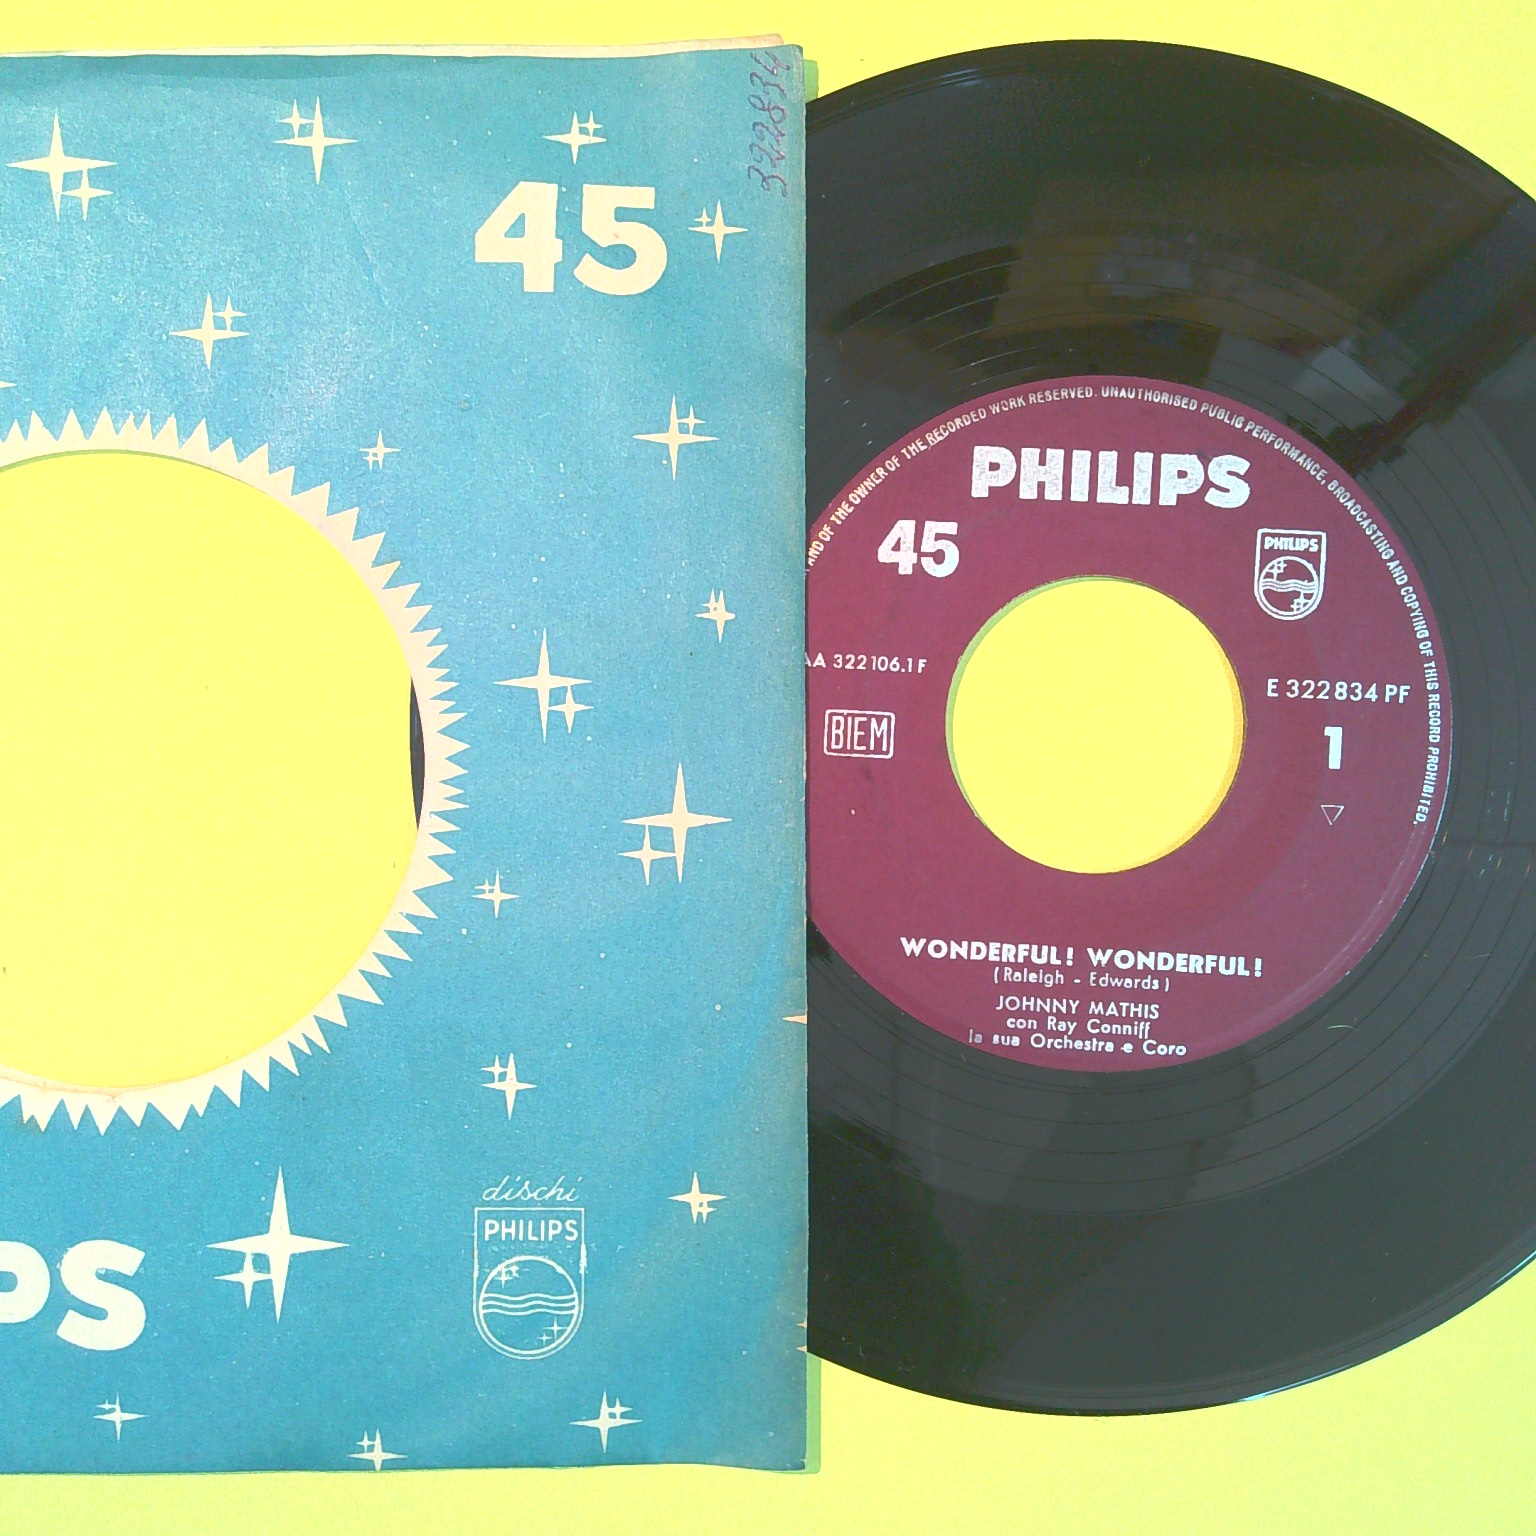 322834
45
PS
dischi
PHILIPS
AND OF THE OWNER OF THE RECORDED WORK RESERVED. UNAUTHORISED PUBLIC PERFORMANCE, BROADCASTING AND COPYING OF THIS RECORD PROHIBITED.
PHILIPS
45
PHILIPS
AA 322106.1 F
E 322834 PF
BIEM
1
WONDERFUL! WONDERFUL!
(Raleigh - Edwards)
JOHNNY MATHIS
con Ray Conniff
la sua Orchestra e Coro